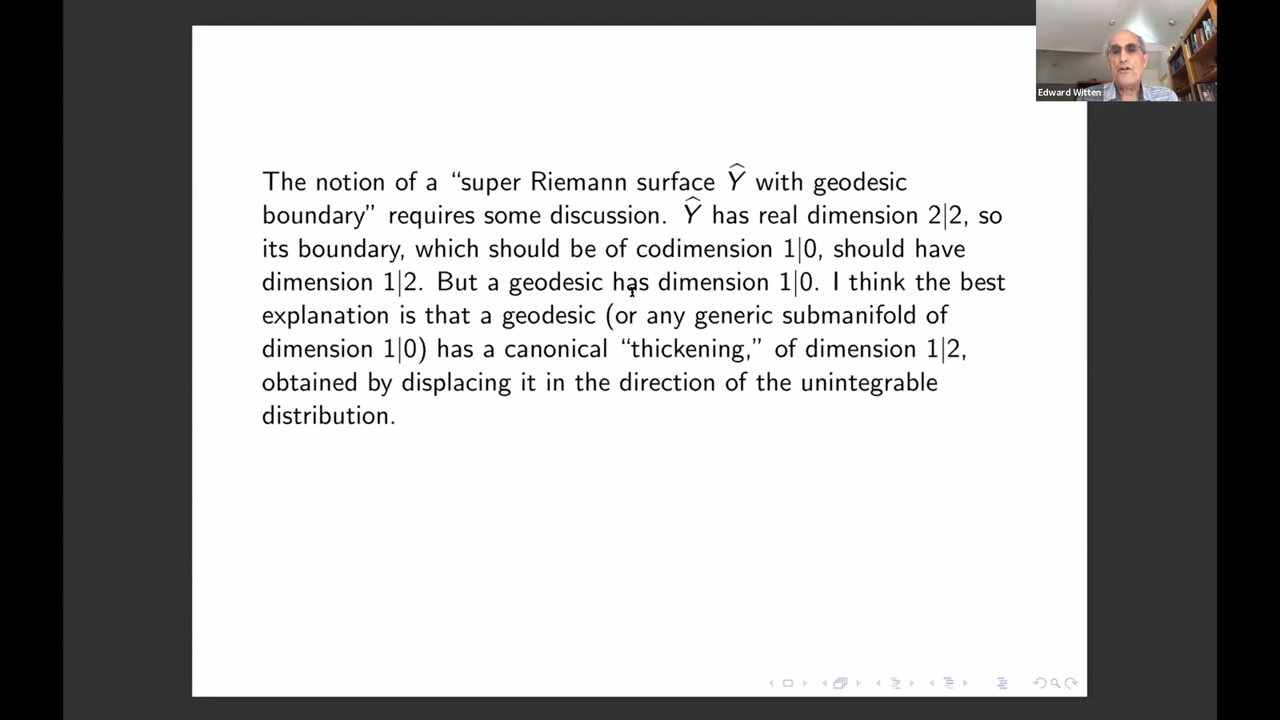 Edward Witten
The notion of a “super Riemann surface Ŷ with geodesic
boundary” requires some discussion. Ŷ has real dimension 2|2, so
its boundary, which should be of codimension 1|0, should have
dimension 1|2. But a geodesic has dimension 1|0. I think the best
explanation is that a geodesic (or any generic submanifold of
dimension 1|0) has a canonical “thickening,” of dimension 1|2,
obtained by displacing it in the direction of the unintegrable
distribution.